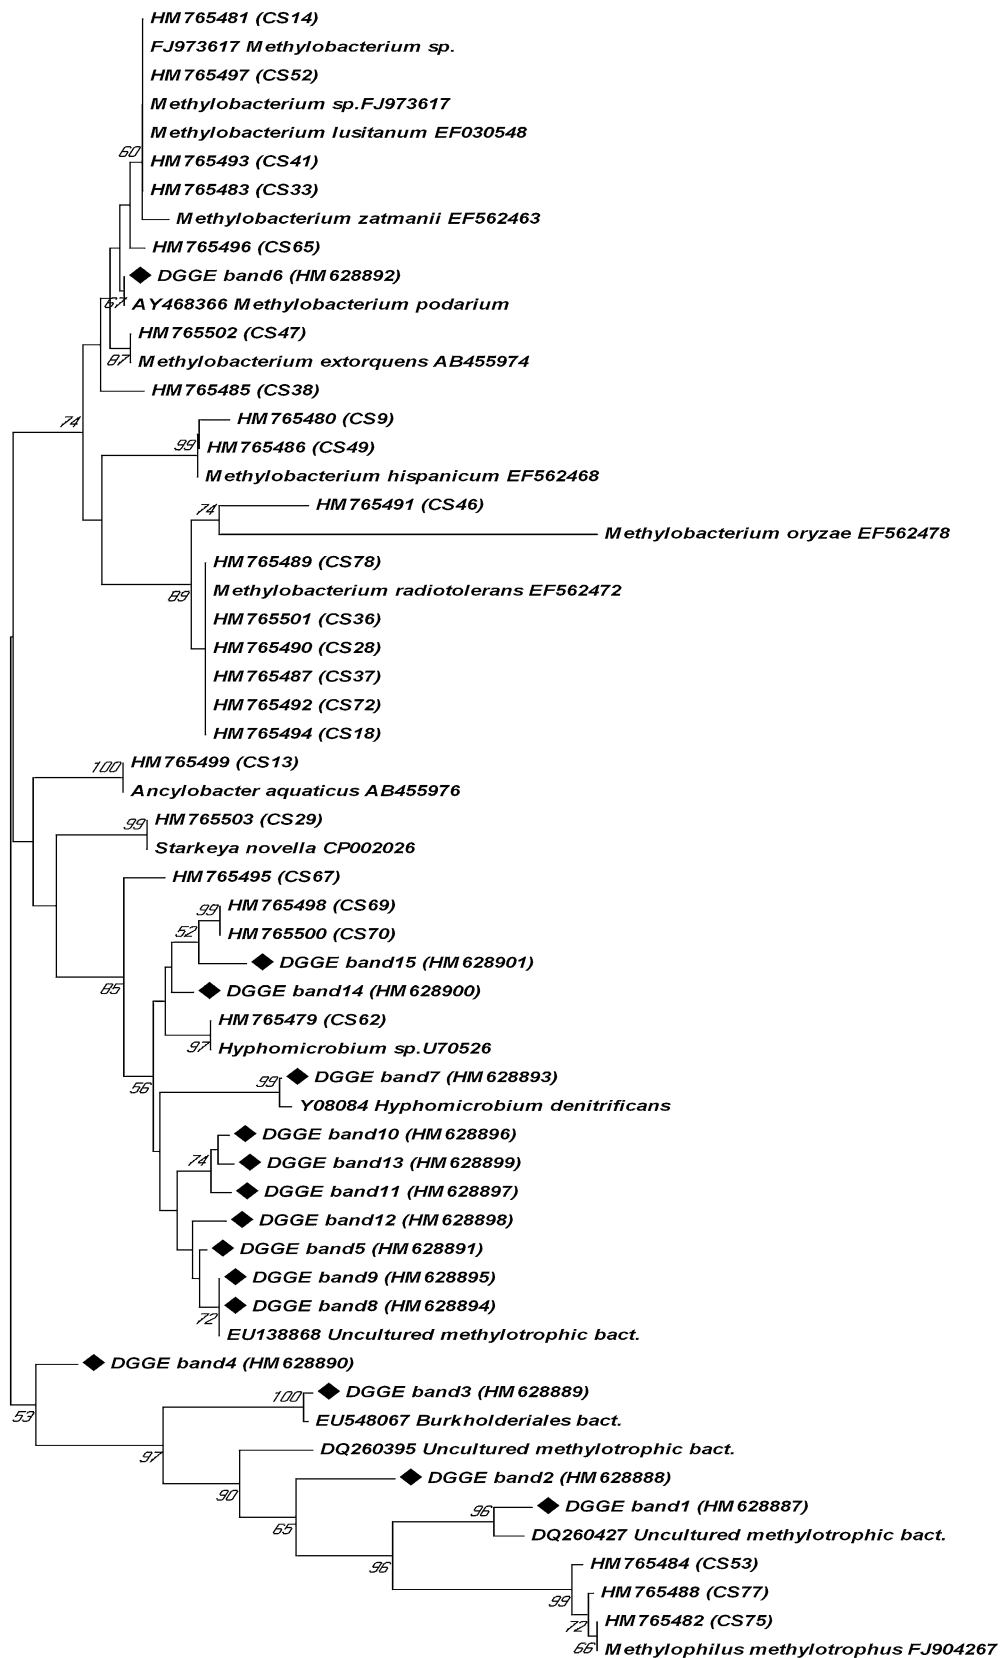 HM765481 (CS14)
FJ973617 Methylobacterium sp.
HM765497 (CS52)
Methylobacterium sp.FJ973617
Methylobacterium lusitanum EF030548
60
HM765493 (CS41)
HM765483 (CS33)
Methylobacterium zatmanii EF562463
HM765496 (CS65)
DGGE band6 (HM628892)
67
AY468366 Methylobacterium podarium
HM765502 (CS47)
87
Methylobacterium extorquens AB455974
HM765485 (CS38)
74
HM765480 (CS9)
99
HM765486 (CS49)
Methylobacterium hispanicum EF562468
74
HM765491 (CS46)
Methylobacterium oryzae EF562478
HM765489 (CS78)
89
Methylobacterium radiotolerans EF562472
HM765501 (CS36)
HM765490 (CS28)
HM765487 (CS37)
HM765492 (CS72)
HM765494 (CS18)
100
HM765499 (CS13)
Ancylobacter aquaticus AB455976
99
HM765503 (CS29)
Starkeya novella CP002026
HM765495 (CS67)
99
HM765498 (CS69)
52
HM765500 (CS70)
DGGE band15 (HM628901)
85
DGGE band14 (HM628900)
HM765479 (CS62)
97
Hyphomicrobium sp.U70526
99
DGGE band7 (HM628893)
56
Y08084 Hyphomicrobium denitrificans
DGGE band10 (HM628896)
74
DGGE band13 (HM628899)
DGGE band11 (HM628897)
DGGE band12 (HM628898)
DGGE band5 (HM628891)
DGGE band9 (HM628895)
DGGE band8 (HM628894)
72
EU138868 Uncultured methylotrophic bact.
DGGE band4 (HM628890)
100
DGGE band3 (HM628889)
53
EU548067 Burkholderiales bact.
97
DQ260395 Uncultured methylotrophic bact.
DGGE band2 (HM628888)
90
96
DGGE band1 (HM628887)
65
DQ260427 Uncultured methylotrophic bact.
96
HM765484 (CS53)
99
HM765488 (CS77)
72
HM765482 (CS75)
66
Methylophilus methylotrophus FJ904267